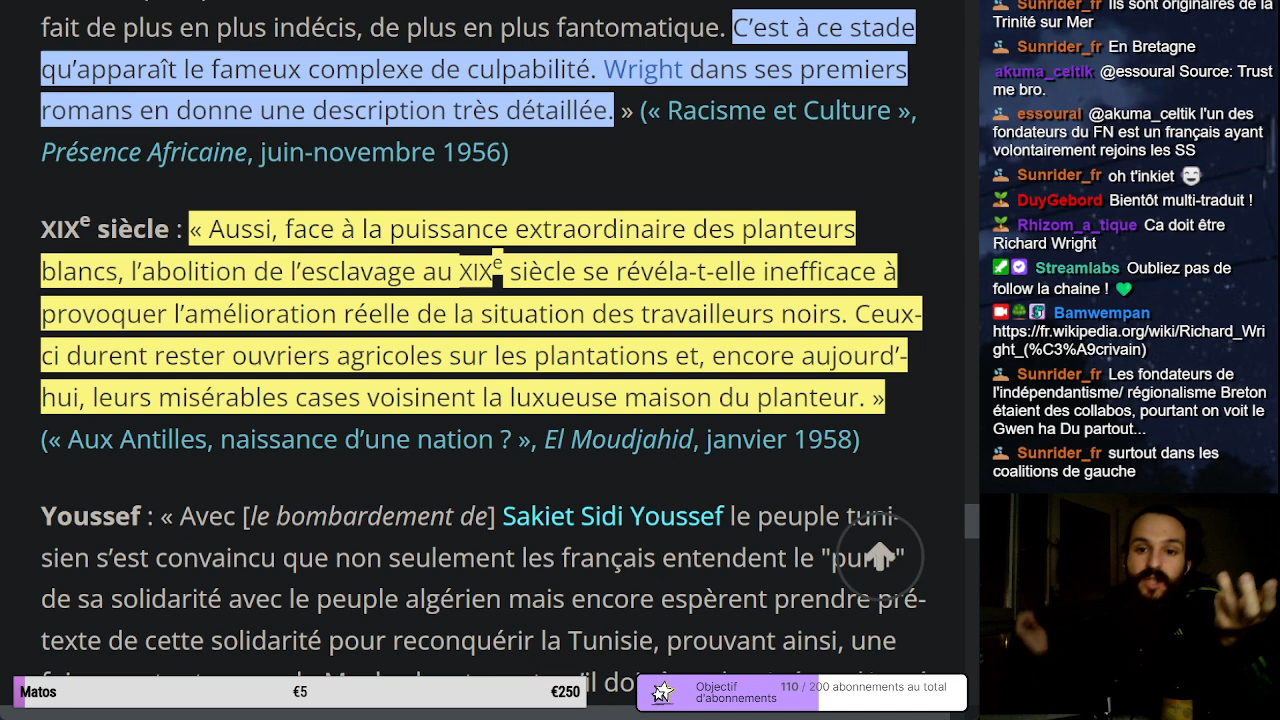 fait de plus en plus indécis, de plus en plus fantomatique. C’est à ce stade
qu’apparaît le fameux complexe de culpabilité. Wright dans ses premiers
romans en donne une description très détaillée. » (« Racisme et Culture »,
Présence Africaine, juin-novembre 1956)
XIXe siècle : « Aussi, face à la puissance extraordinaire des planteurs
blancs, l’abolition de l’esclavage au XIXe siècle se révéla-t-elle inefficace à
provoquer l’amélioration réelle de la situation des travailleurs noirs. Ceux-
ci durent rester ouvriers agricoles sur les plantations et, encore aujourd’-
hui, leurs misérables cases voisinent la luxueuse maison du planteur. »
(« Aux Antilles, naissance d’une nation ? », El Moudjahid, janvier 1958)
Youssef : « Avec [le bombardement de] Sakiet Sidi Youssef le peuple tuni-
sien s’est convaincu que non seulement les français entendent le "punir"
de sa solidarité avec le peuple algérien mais encore espèrent prendre pré-
texte de cette solidarité pour reconquérir la Tunisie, prouvant ainsi, une
Matos €5 €250
Objectif 110 / 200 abonnements au total
d'abonnements
Sunrider_fr Ils sont originaires de la
Trinité sur Mer
Sunrider_fr En Bretagne
akuma_celtik @essoural Source: Trust
me bro.
essoural @akuma_celtik l'un des
fondateurs du FN est un français ayant
volontairement rejoins les SS
Sunrider_fr oh t'inkiet
DuyGebord Bientôt multi-traduit !
Rhizom_a_tique Ca doit être
Richard Wright
Streamlabs Oubliez pas de
follow la chaine !
Bamwempan
https://fr.wikipedia.org/wiki/Richard_Wri
ght_(%C3%A9crivain)
Sunrider_fr Les fondateurs de
l'indépendantisme/ régionalisme Breton
étaient des collabos, pourtant on voit le
Gwen ha Du partout...
Sunrider_fr surtout dans les
coalitions de gauche